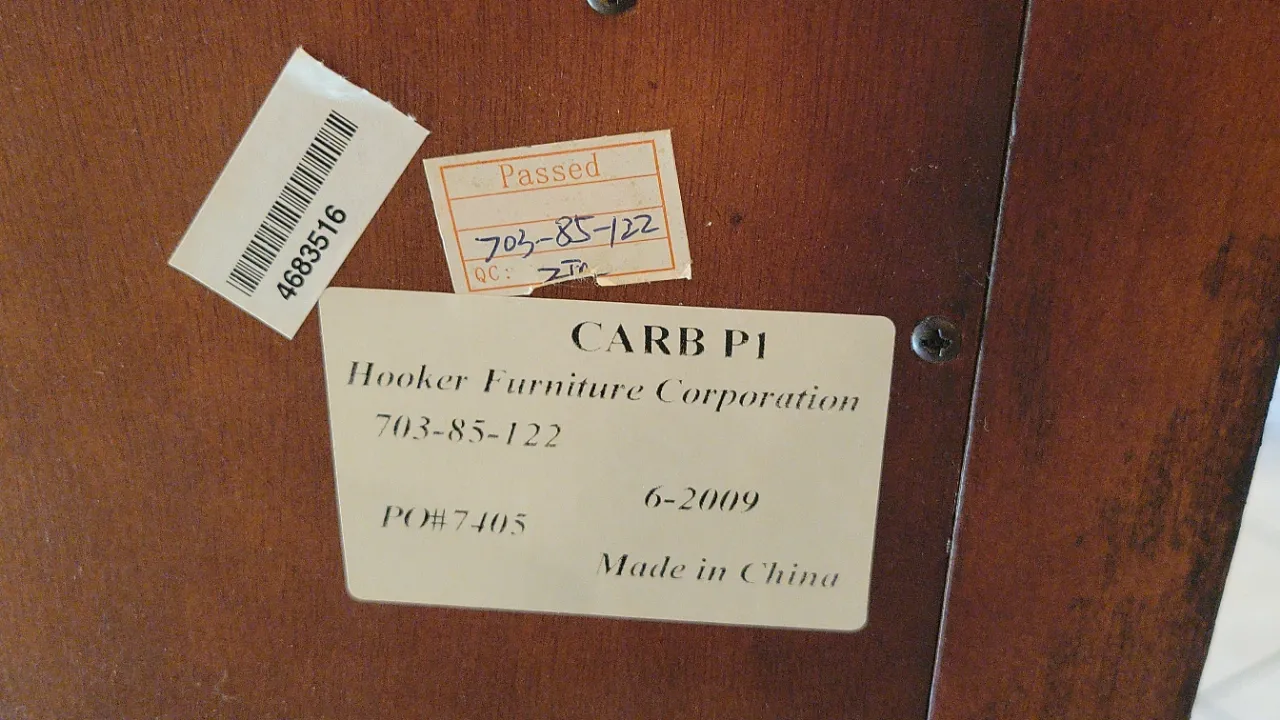 4683516
Passed
703-85-122
QC:
CARB P1
Hooker Furniture Corporation
703-85-122
6-2009
PO#7405
Made in China